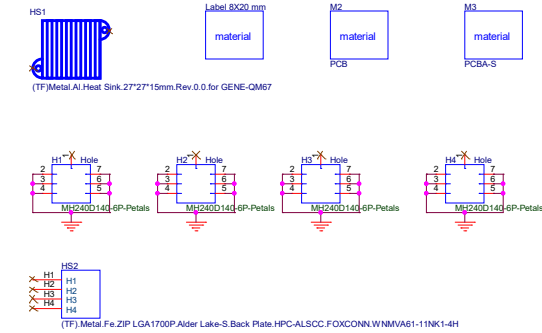 HS1
Label 8X20 mm
M2
M3
material
material
material
PCB
PCBA-S
(TF)Metal.Al.Heat Sink.27*27*15mm.Rev.0.0.for GENE-QM67
H1 Hole
H2 Hole
H3 Hole
H4 Hole
1
1
1
1
2 7
2 7
2 7
2 7
3 6
3 6
3 6
3 6
4 5
4 5
4 5
4 5
MH240D140-6P-Petals
MH240D140-6P-Petals
MH240D140-6P-Petals
MH240D140-6P-Petals
HS2
H1 H1
H2 H2
H3 H3
H4 H4
(TF).Metal.Fe.ZIP LGA1700P.Alder Lake-S.Back Plate.HPC-ALSCC.FOXCONN.WNMVA61-11NK1-4H